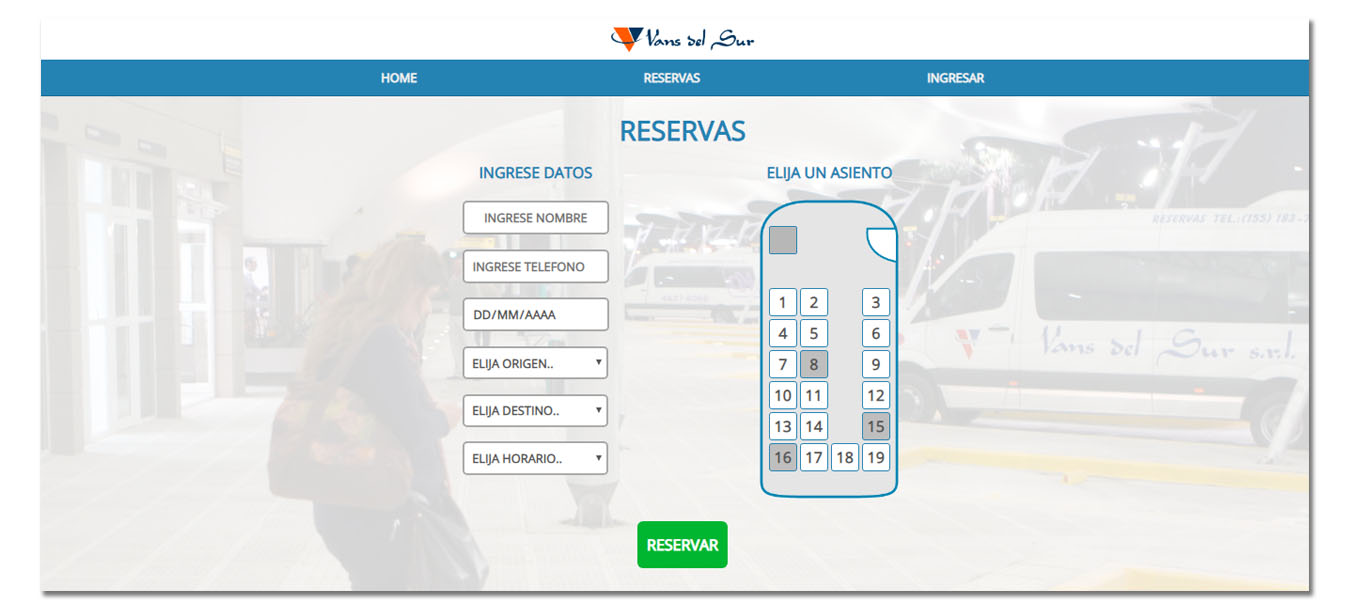 Vans del Sur
HOME
RESERVAS
INGRESAR
RESERVAS
INGRESE DATOS
INGRESE NOMBRE
INGRESE TELEFONO
DD/MM/AAAA
ELIJA ORIGEN..
ELIJA DESTINO..
ELIJA HORARIO..
ELIJA UN ASIENTO
1 2 3
4 5 6
7 8 9
10 11 12
13 14 15
16 17 18 19
RESERVAS TEL.:(155) 183-7
Vans del Sur s.r.l.
RESERVAR